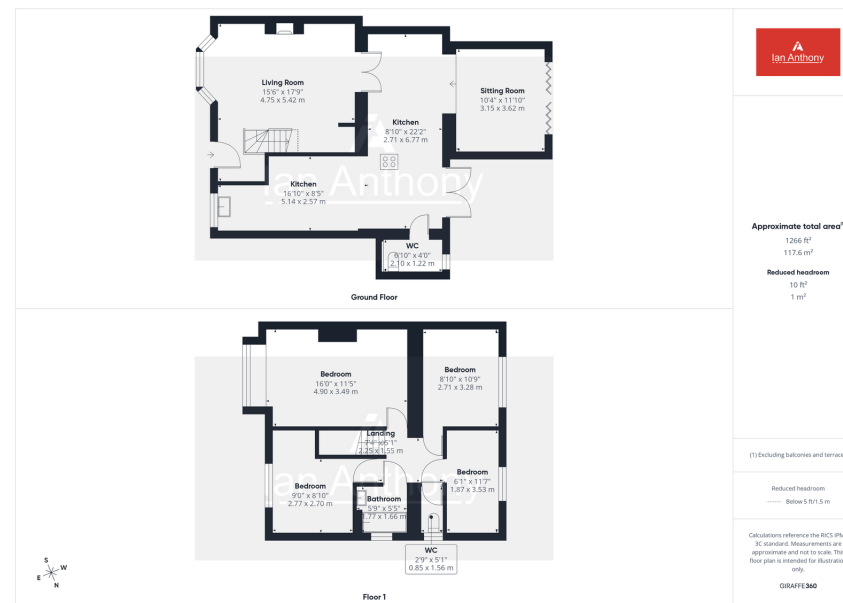 Living Room
15'6" x 17'9"
4.75 x 5.42 m
Kitchen
8'10" x 22'2"
2.71 x 6.77 m
Sitting Room
10'4" x 11'10"
3.15 x 3.62 m
Kitchen
16'10" x 8'5"
5.14 x 2.57 m
Ian Anthony
WC
6'10" x 4'0"
2.10 x 1.22 m
Ground Floor
Bedroom
16'0" x 11'5"
4.90 x 3.49 m
Bedroom
8'10" x 10'9"
2.71 x 3.28 m
Landing
7'4" x 5'1"
2.25 x 1.55 m
Bedroom
9'0" x 8'10"
2.77 x 2.70 m
Bathroom
5'9" x 5'5"
1.77 x 1.66 m
Bedroom
6'1" x 11'7"
1.87 x 3.53 m
Ian Anthony
WC
2'9" x 5'1"
0.85 x 1.56 m
S
W
E
N
Floor 1
Ian Anthony
Approximate total area
1266 ft²
117.6 m²
Reduced headroom
10 ft²
1 m²
(1) Excluding balconies and terrace
Reduced headroom
Below 5 ft/1.5 m
Calculations reference the RICS IPM
3C standard. Measurements are
approximate and not to scale. This
floor plan is intended for illustration
only.
GIRAFFE360